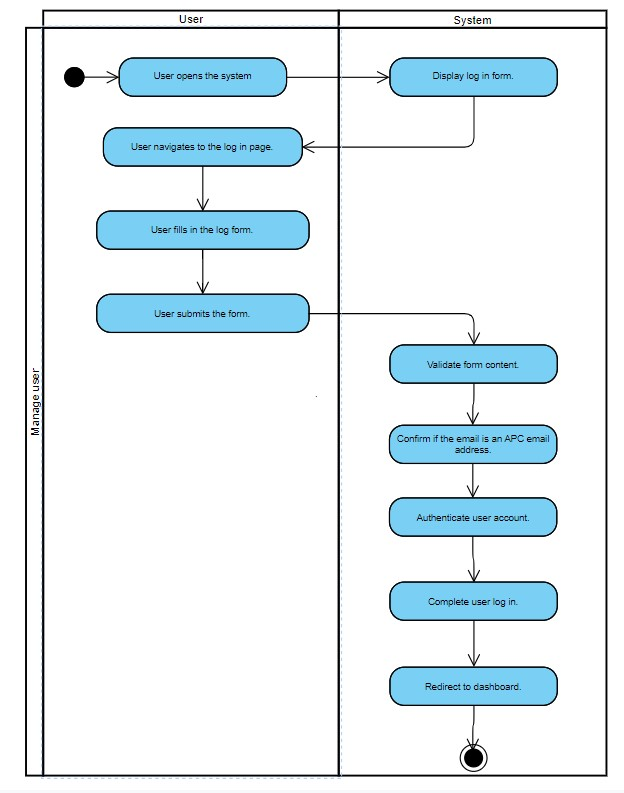 User
System
User opens the system
Display log in form.
User navigates to the log in page.
User fills in the log form.
User submits the form.
Validate form content.
Manage user
Confirm if the email is an APC email
address.
Authenticate user account.
Complete user log in.
Redirect to dashboard.